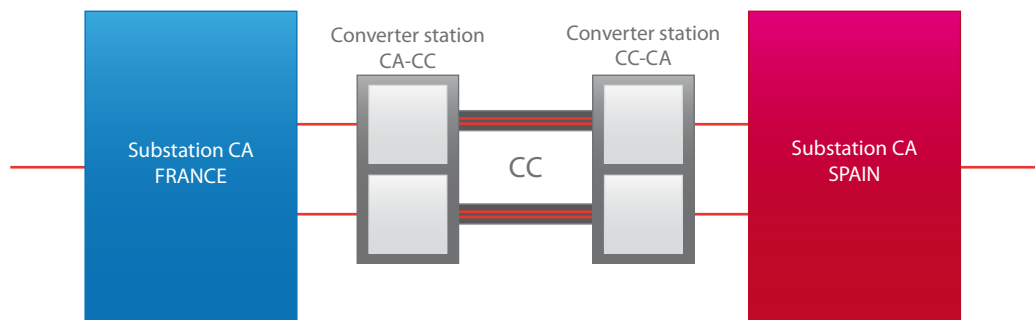 Converter station
CA-CC
Converter station
CC-CA
Substation CA
FRANCE
CC
Substation CA
SPAIN